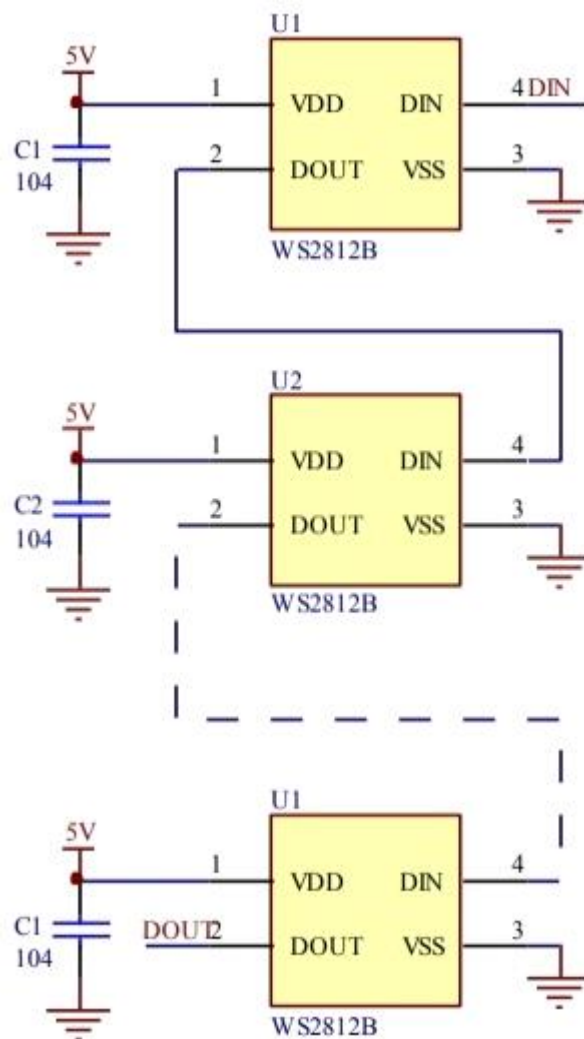 U1
5V
1 VDD DIN 4 DIN
C1
104
2 DOUT VSS 3
WS2812B
U2
5V
1 VDD DIN 4
C2
104
2 DOUT VSS 3
WS2812B
U1
5V
1 VDD DIN 4
C1
104
DOUT 2 DOUT VSS 3
WS2812B